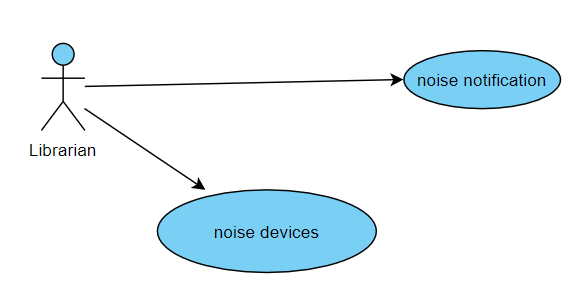 noise notification
Librarian
noise devices